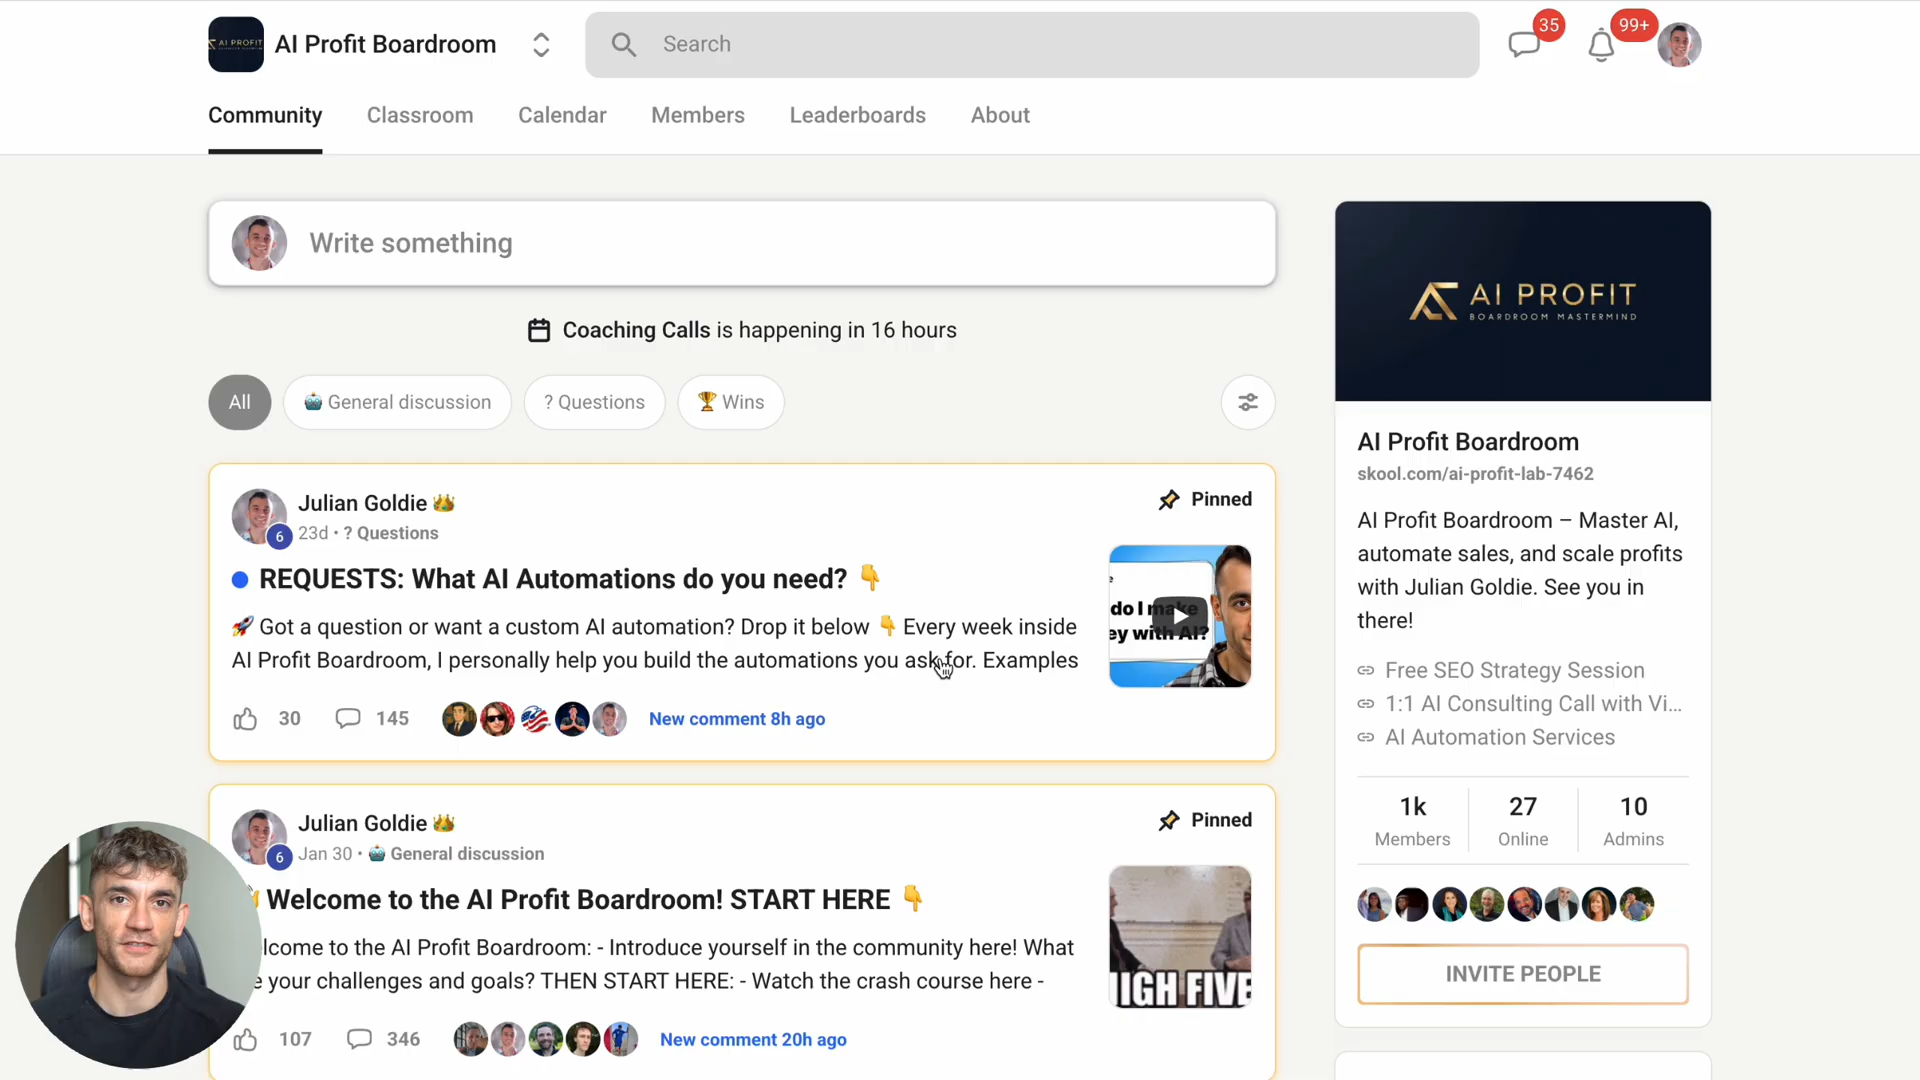 AI PROFIT
AI Profit Boardroom
Search
35
99+
Community
Classroom
Calendar
Members
Leaderboards
About
Write something
Coaching Calls is happening in 16 hours
All
General discussion
? Questions
Wins
Julian Goldie
6
23d • ? Questions
Pinned
REQUESTS: What AI Automations do you need?
Got a question or want a custom AI automation? Drop it below Every week inside
AI Profit Boardroom, I personally help you build the automations you ask for. Examples
do I make
ey with AI?
30
145
New comment 8h ago
Julian Goldie
6
Jan 30 • General discussion
Pinned
Welcome to the AI Profit Boardroom! START HERE
lcome to the AI Profit Boardroom: - Introduce yourself in the community here! What
e your challenges and goals? THEN START HERE: - Watch the crash course here -
HIGH FIVE
107
346
New comment 20h ago
AI PROFIT
BOARDROOM MASTERMIND
AI Profit Boardroom
skool.com/ai-profit-lab-7462
AI Profit Boardroom – Master AI,
automate sales, and scale profits
with Julian Goldie. See you in
there!
Free SEO Strategy Session
1:1 AI Consulting Call with Vi...
AI Automation Services
1k
Members
27
Online
10
Admins
INVITE PEOPLE